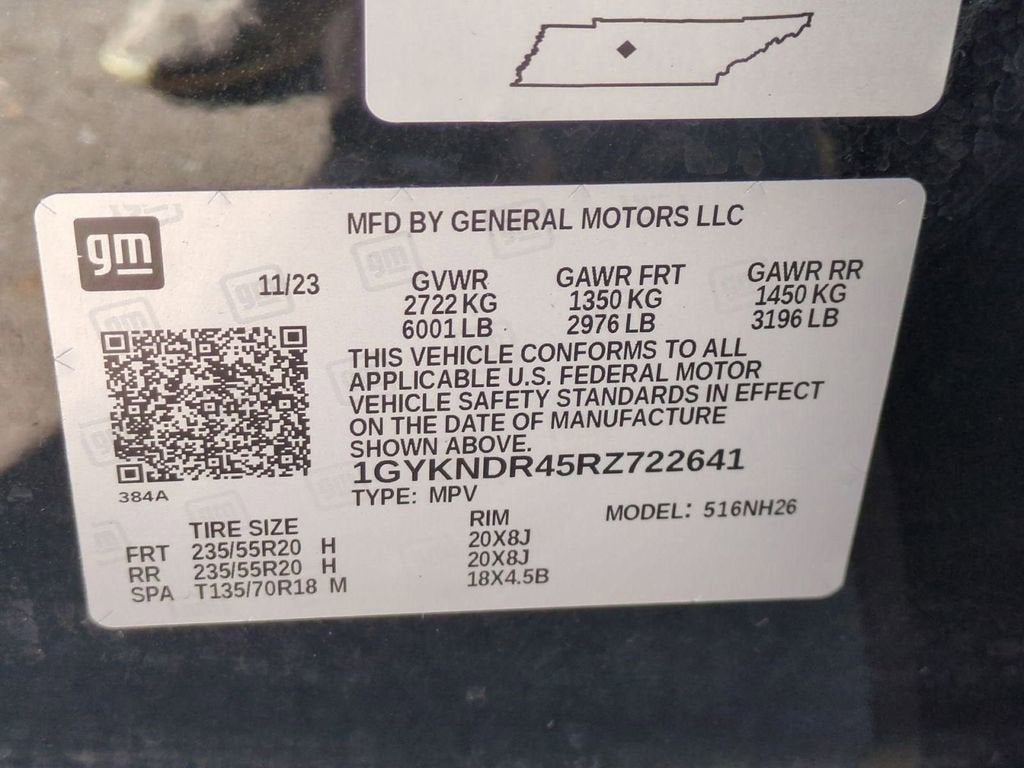 gm
MFD BY GENERAL MOTORS LLC
11/23
GVWR GAWR FRT GAWR RR
2722 KG 1350 KG 1450 KG
6001 LB 2976 LB 3196 LB
THIS VEHICLE CONFORMS TO ALL
APPLICABLE U.S. FEDERAL MOTOR
VEHICLE SAFETY STANDARDS IN EFFECT
ON THE DATE OF MANUFACTURE
SHOWN ABOVE.
1GYKNDR45RZ722641
384A
TYPE: MPV MODEL: 516NH26
TIRE SIZE RIM
FRT 235/55R20 H 20X8J
RR 235/55R20 H 20X8J
SPA T135/70R18 M 18X4.5B